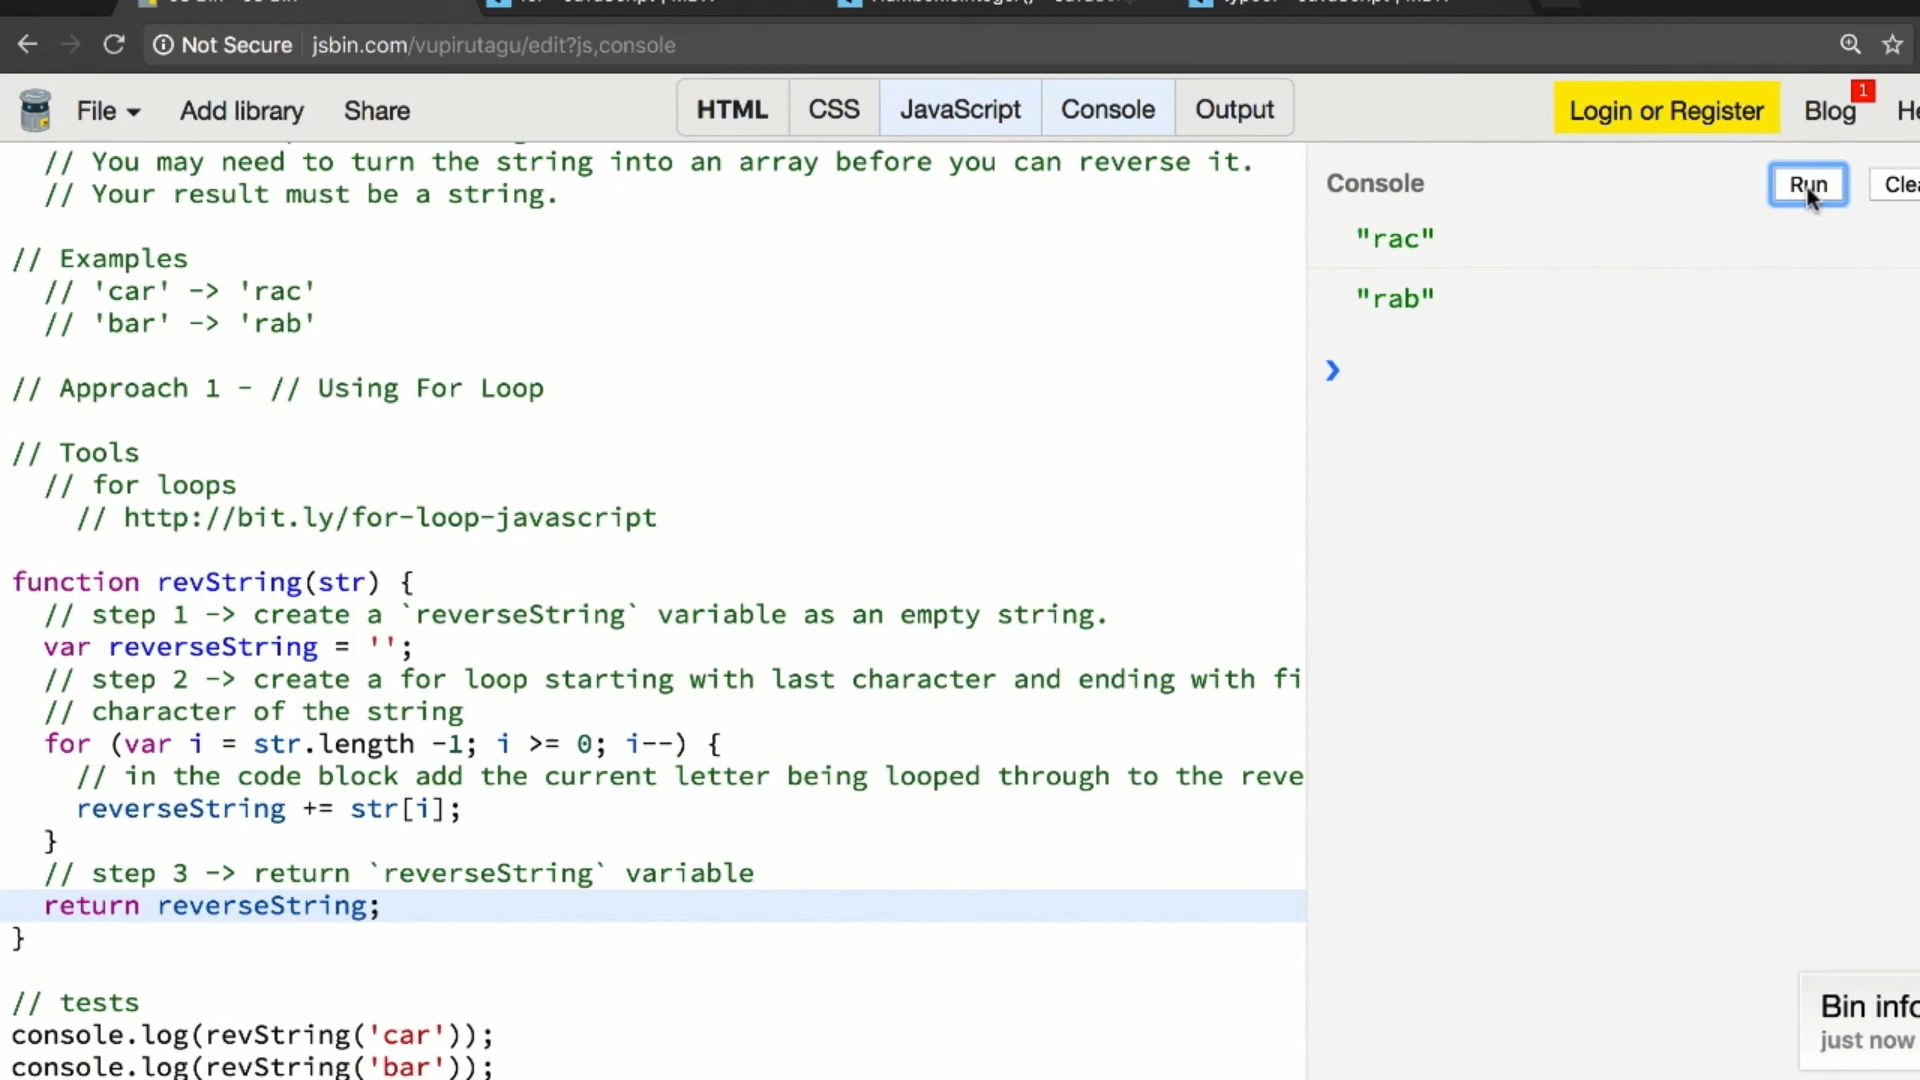 Not Secure jsbin.com/vupirutagu/edit?js,console
File Add library Share HTML CSS JavaScript Console Output Login or Register Blog 1
// You may need to turn the string into an array before you can reverse it.
// Your result must be a string.
// Examples
// 'car' -> 'rac'
// 'bar' -> 'rab'
// Approach 1 - // Using For Loop
// Tools
// for loops
// http://bit.ly/for-loop-javascript
function revString(str) {
// step 1 -> create a `reverseString` variable as an empty string.
var reverseString = '';
// step 2 -> create a for loop starting with last character and ending with fi
// character of the string
for (var i = str.length -1; i >= 0; i--) {
// in the code block add the current letter being looped through to the reve
reverseString += str[i];
}
// step 3 -> return `reverseString` variable
return reverseString;
}
// tests
console.log(revString('car'));
console.log(revString('bar'));
Console Run Clea
"rac"
"rab"
Bin info
just now